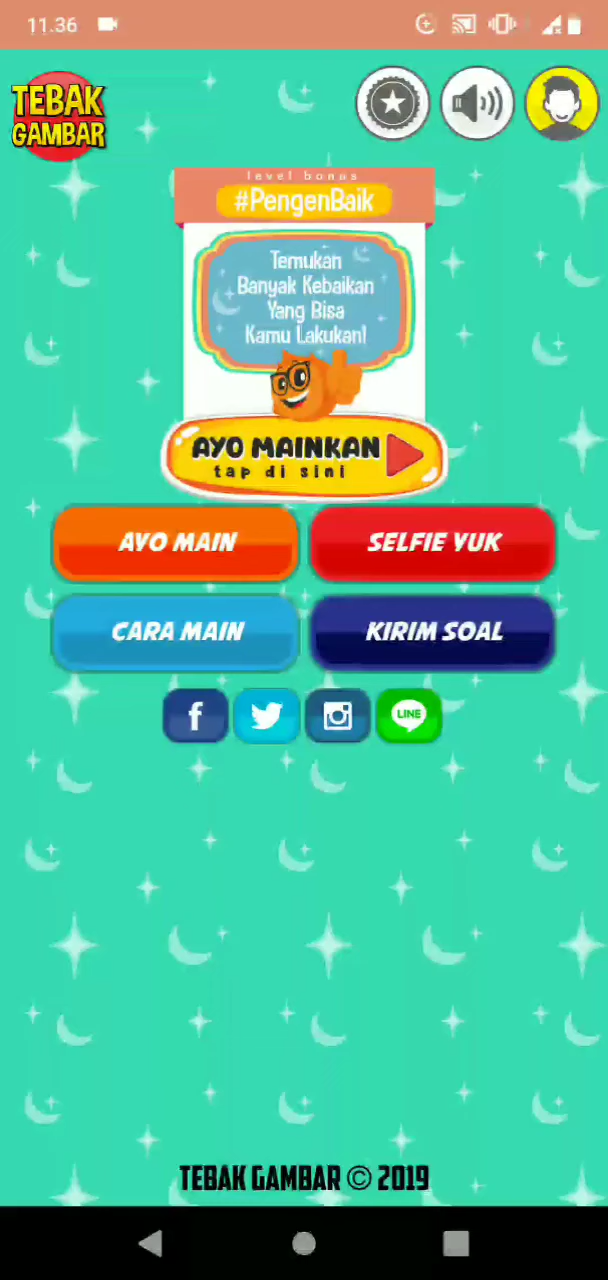 11.36
TEBAK
GAMBAR
level bonus
#PengenBaik
Temukan
Banyak Kebaikan
Yang Bisa
Kamu Lakukan!
AYO MAINKAN
tap di sini
AYO MAIN
SELFIE YUK
CARA MAIN
KIRIM SOAL
f
LINE
TEBAK GAMBAR © 2019